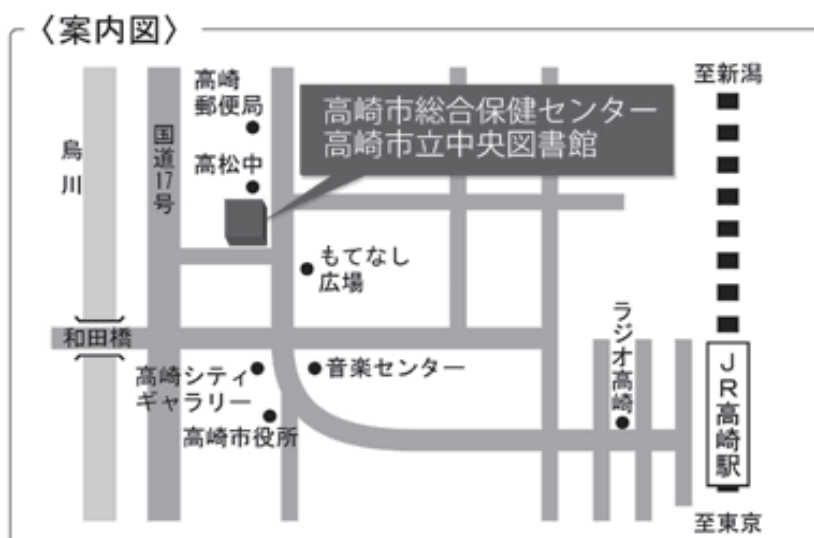 〈案内図〉
至新潟
高崎
郵便局
高崎市総合保健センター
高崎市立中央図書館
烏川
国道17号
高松中
もてなし
広場
和田橋
ラジオ高崎
高崎シティ
ギャラリー
音楽センター
高崎市役所
JR高崎駅
至東京